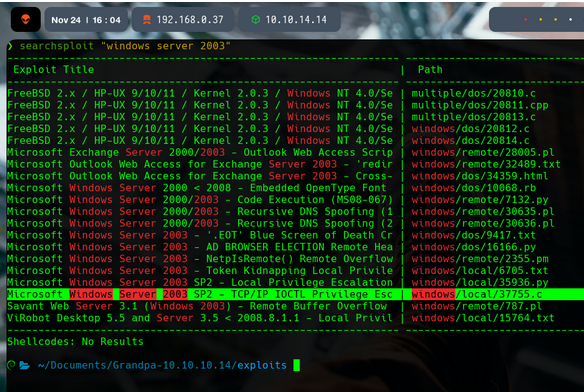 Nov 24 | 16 : 04 192.168.0.37 10.10.14.14
❯ searchsploit "windows server 2003"
Exploit Title | Path
FreeBSD 2.x / HP-UX 9/10/11 / Kernel 2.0.3 / Windows NT 4.0/Se | multiple/dos/20810.c
FreeBSD 2.x / HP-UX 9/10/11 / Kernel 2.0.3 / Windows NT 4.0/Se | multiple/dos/20811.cpp
FreeBSD 2.x / HP-UX 9/10/11 / Kernel 2.0.3 / Windows NT 4.0/Se | multiple/dos/20813.c
FreeBSD 2.x / HP-UX 9/10/11 / Kernel 2.0.3 / Windows NT 4.0/Se | windows/dos/20812.c
FreeBSD 2.x / HP-UX 9/10/11 / Kernel 2.0.3 / Windows NT 4.0/Se | windows/dos/20814.c
Microsoft Exchange Server 2000/2003 - Outlook Web Access Scrip | windows/remote/28005.pl
Microsoft Outlook Web Access for Exchange Server 2003 - 'redir | windows/remote/32489.txt
Microsoft Outlook Web Access for Exchange Server 2003 - Cross- | windows/dos/34359.html
Microsoft Windows Server 2000 < 2008 - Embedded OpenType Font | windows/dos/10068.rb
Microsoft Windows Server 2000/2003 - Code Execution (MS08-067) | windows/remote/7132.py
Microsoft Windows Server 2000/2003 - Recursive DNS Spoofing (1 | windows/remote/30635.pl
Microsoft Windows Server 2000/2003 - Recursive DNS Spoofing (2 | windows/remote/30636.pl
Microsoft Windows Server 2003 - '.EOT' Blue Screen of Death Cr | windows/dos/9417.txt
Microsoft Windows Server 2003 - AD BROWSER ELECTION Remote Hea | windows/dos/16166.py
Microsoft Windows Server 2003 - NetpIsRemote() Remote Overflow | windows/remote/2355.pm
Microsoft Windows Server 2003 - Token Kidnapping Local Privile | windows/local/6705.txt
Microsoft Windows Server 2003 SP2 - Local Privilege Escalation | windows/local/35936.py
Microsoft Windows Server 2003 SP2 - TCP/IP IOCTL Privilege Esc | windows/local/37755.c
Savant Web Server 3.1 (Windows 2003) - Remote Buffer Overflow | windows/remote/787.pl
ViRobot Desktop 5.5 and Server 3.5 < 2008.8.1.1 - Local Privil | windows/local/15764.txt
Shellcodes: No Results
~/Documents/Grandpa-10.10.10.14/exploits